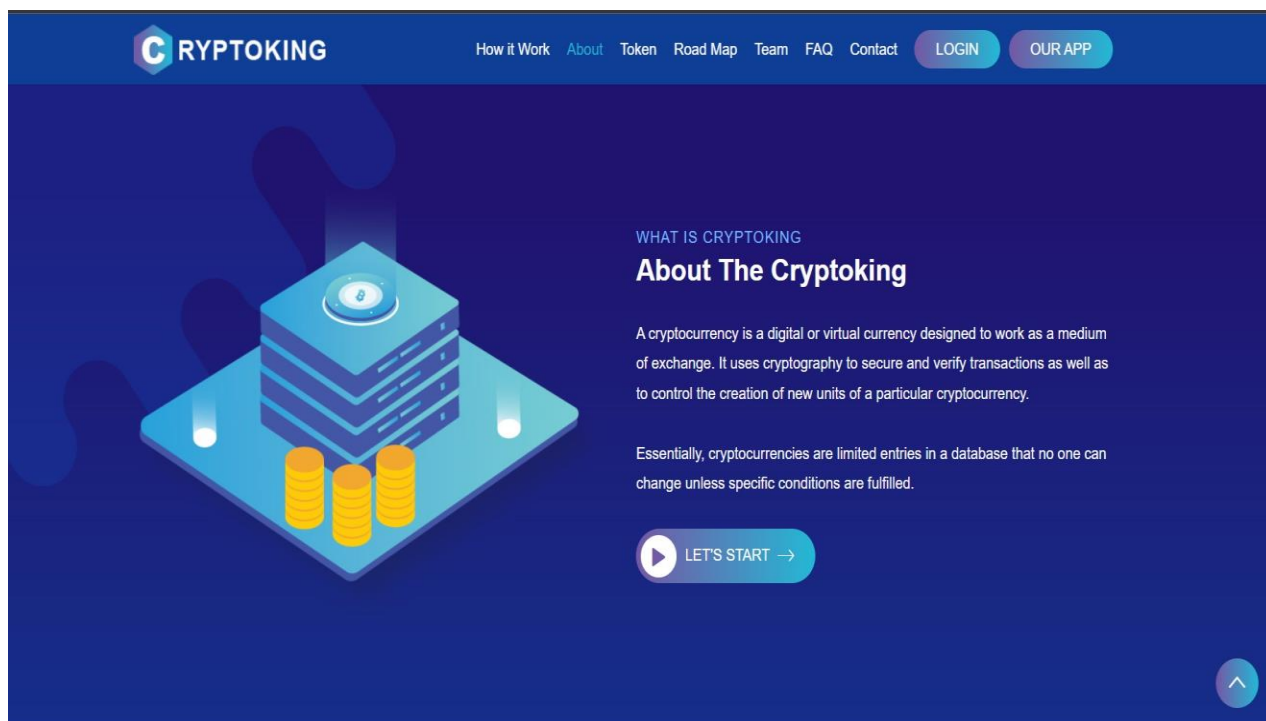 CRYPTOKING
How it Work About Token Road Map Team FAQ Contact LOGIN OUR APP
WHAT IS CRYPTOKING
About The Cryptoking
A cryptocurrency is a digital or virtual currency designed to work as a medium
of exchange. It uses cryptography to secure and verify transactions as well as
to control the creation of new units of a particular cryptocurrency.
Essentially, cryptocurrencies are limited entries in a database that no one can
change unless specific conditions are fulfilled.
LET'S START →